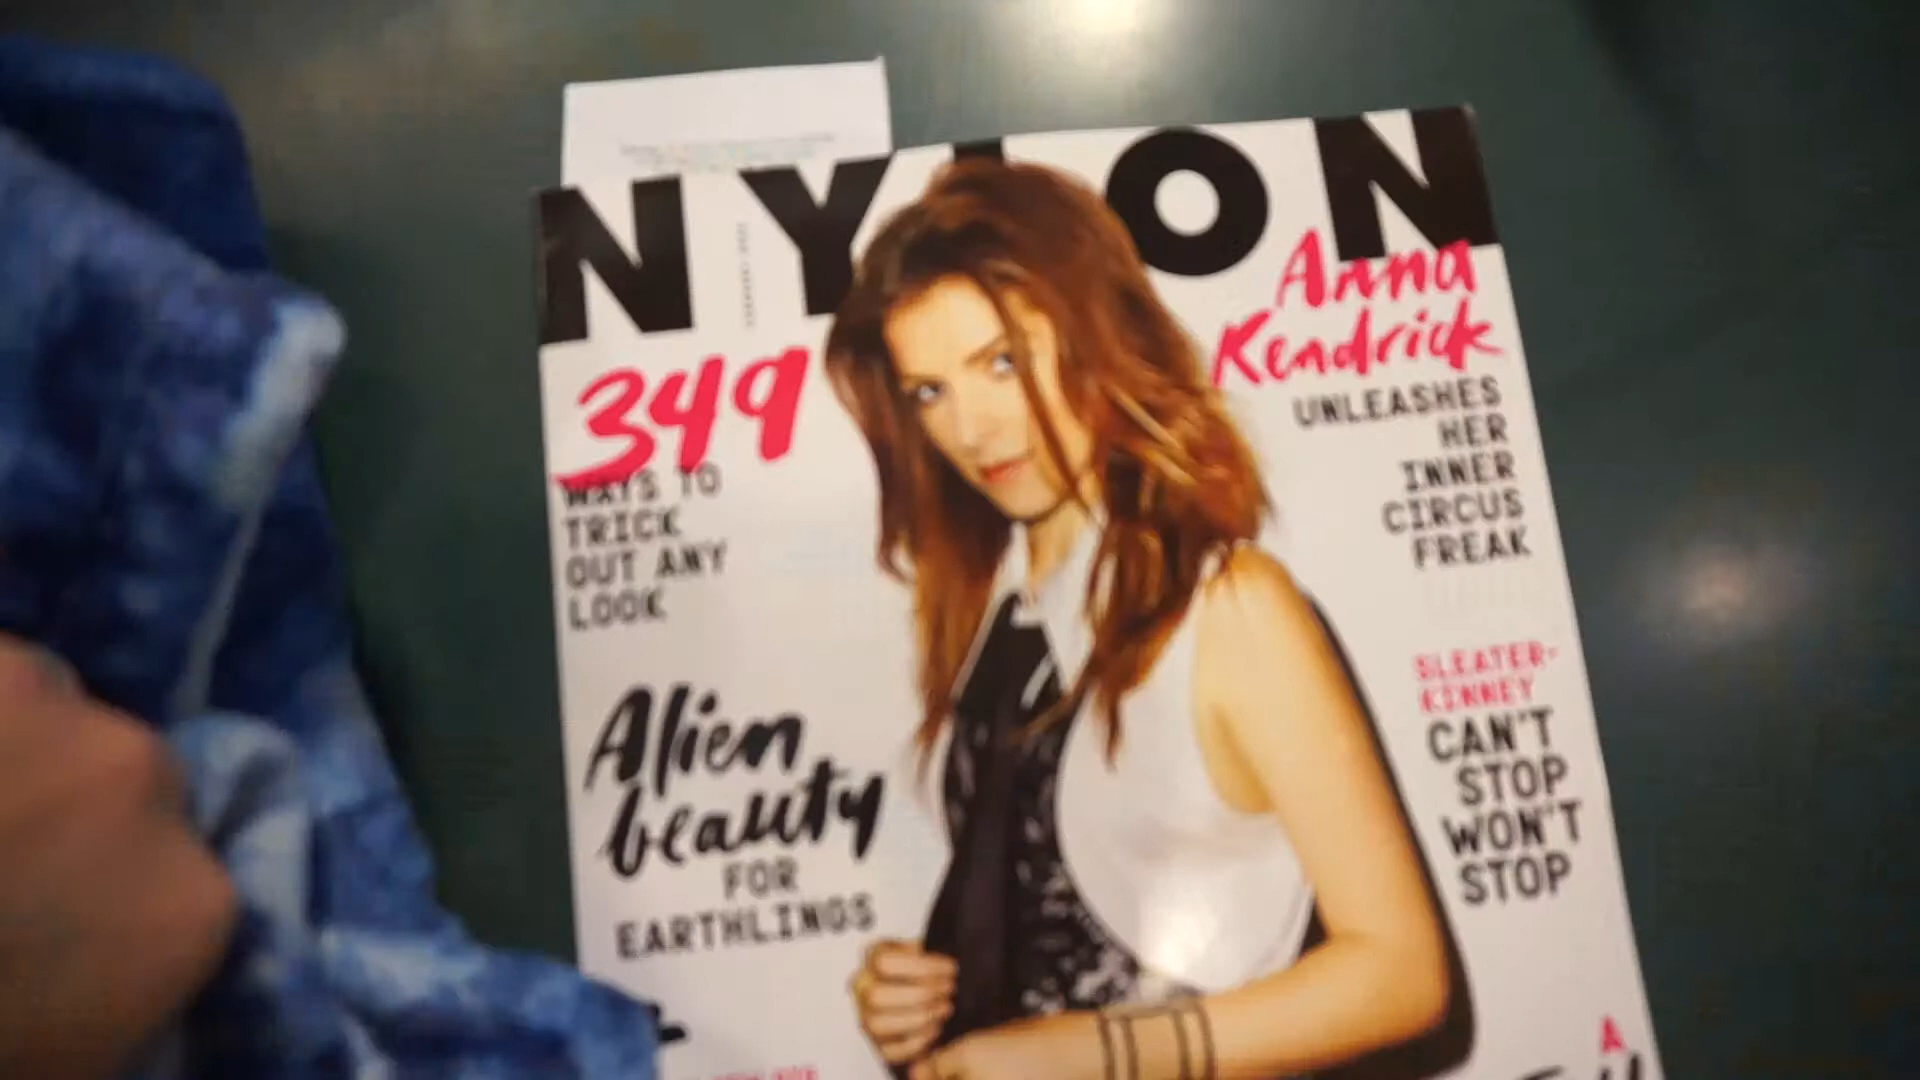 NYLON
349
WAYS TO
TRICK
OUT ANY
LOOK
Alien
beauty
FOR
EARTHLINGS
Anna
Kendrick
UNLEASHES
HER
INNER
CIRCUS
FREAK
SLEATER-
KINNEY
CAN'T
STOP
WON'T
STOP
A